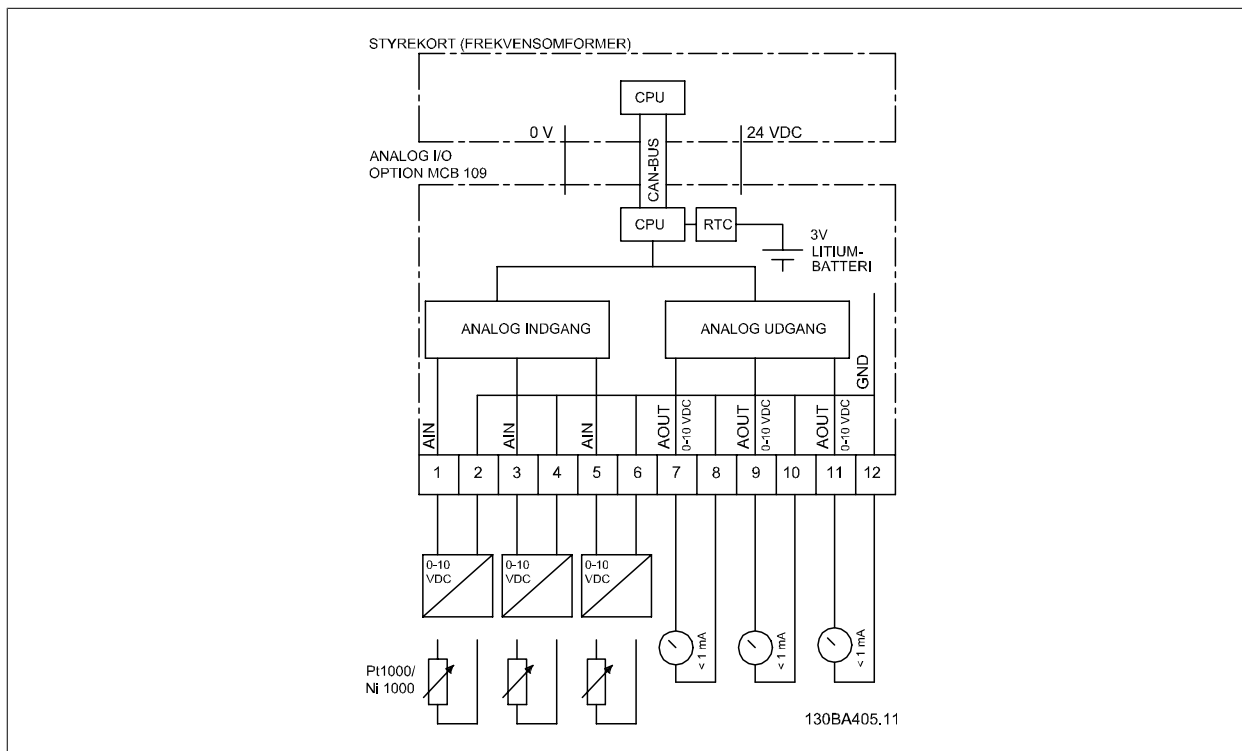 STYREKORT (FREKVENSOMFORMER)
CPU
0 V
24 VDC
CAN-BUS
ANALOG I/O
OPTION MCB 109
CPU
RTC
3V
LITIUM-
BATTERI
ANALOG INDGANG
ANALOG UDGANG
GND
AIN
AIN
AIN
AOUT
0-10 VDC
AOUT
0-10 VDC
AOUT
0-10 VDC
1 2 3 4 5 6 7 8 9 10 11 12
0-10
VDC
0-10
VDC
0-10
VDC
< 1 mA
< 1 mA
< 1 mA
Pt1000/
Ni 1000
130BA405.11